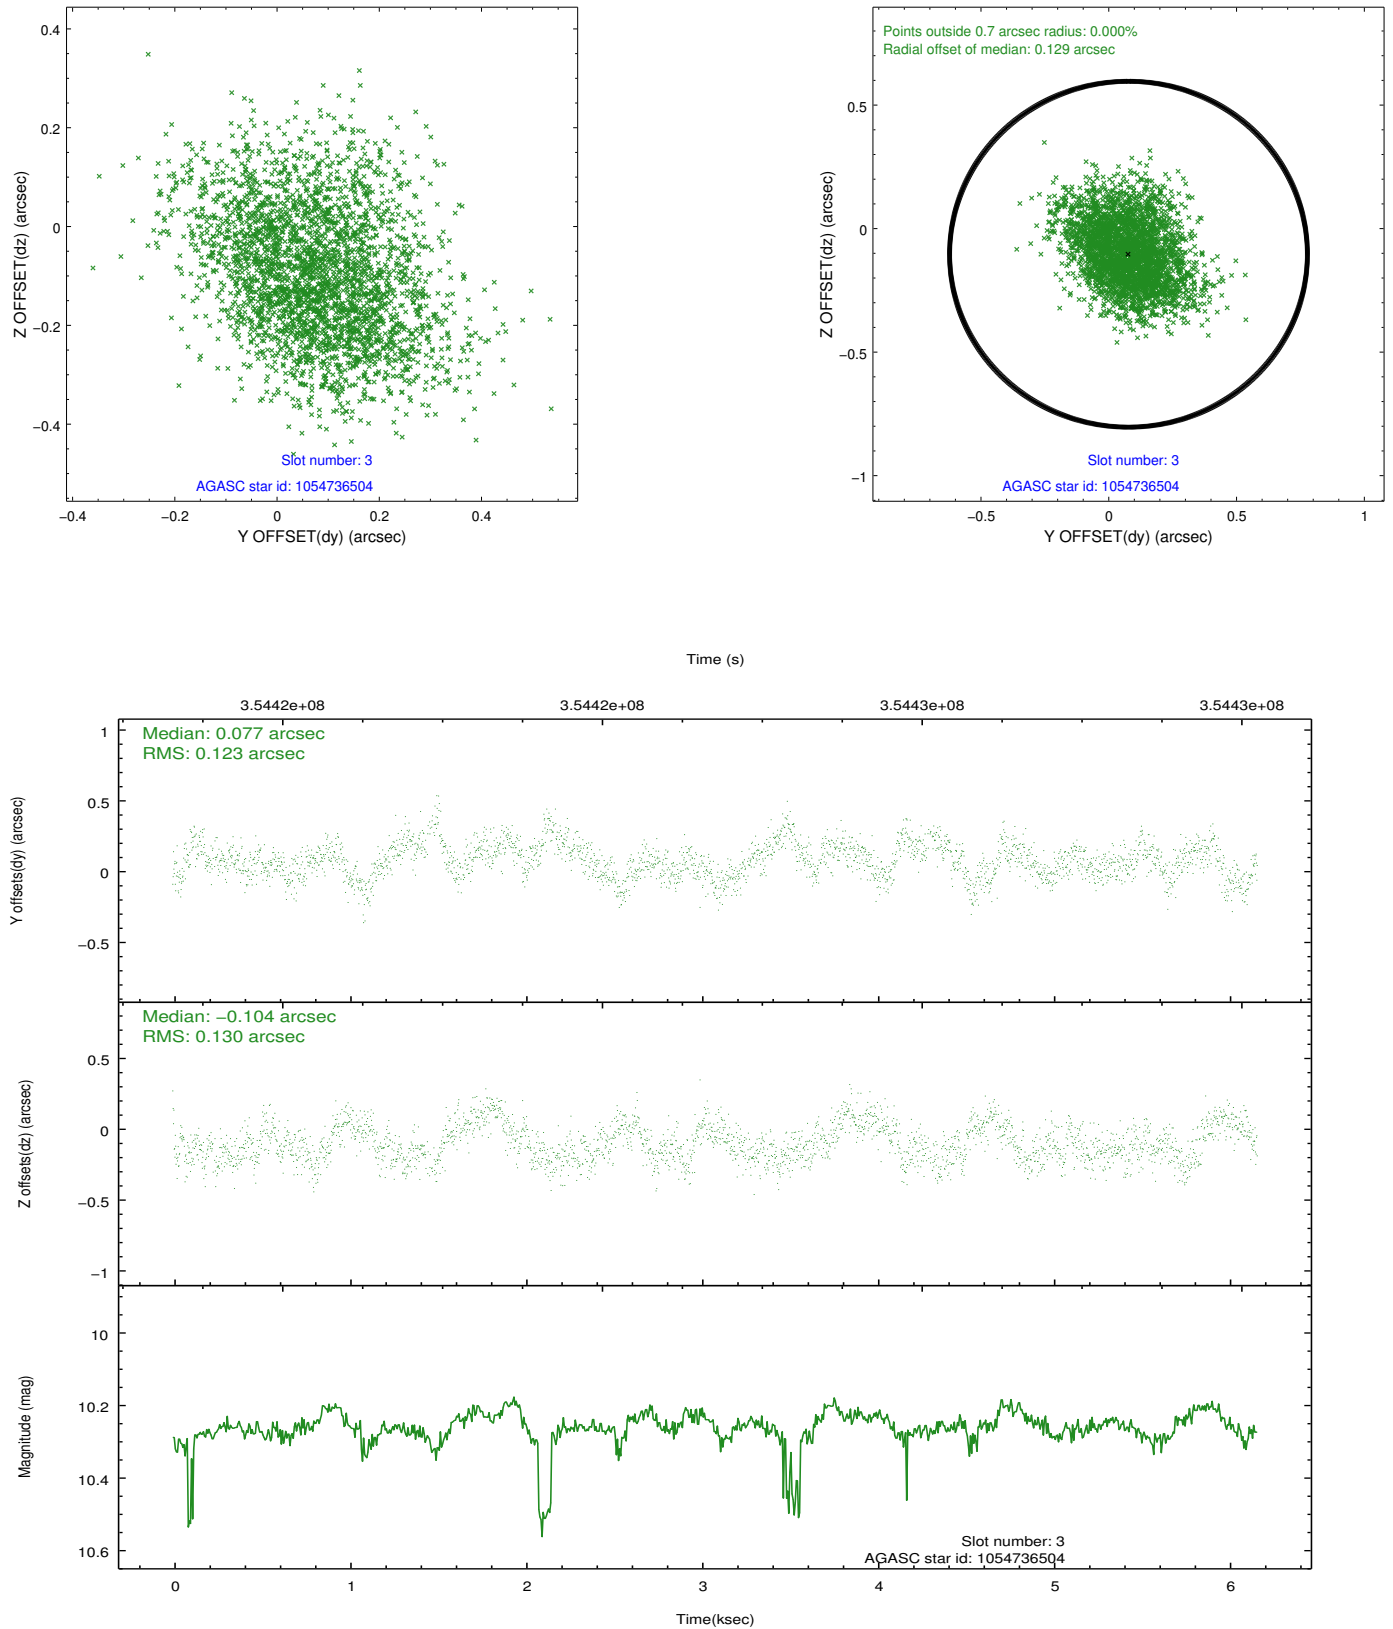 0.4
0.2
0
−0.2
−0.4
Z OFFSET(dz) (arcsec)
Slot number: 3
AGASC star id: 1054736504
−0.4
−0.2
0
0.2
0.4
Y OFFSET(dy) (arcsec)
Points outside 0.7 arcsec radius: 0.000%
Radial offset of median: 0.129 arcsec
0.5
0
−0.5
−1
Z OFFSET(dz) (arcsec)
Slot number: 3
AGASC star id: 1054736504
−0.5
0
0.5
1
Y OFFSET(dy) (arcsec)
Time (s)
3.5442e+08
3.5442e+08
3.5443e+08
3.5443e+08
Median: 0.077 arcsec
RMS: 0.123 arcsec
1
0.5
0
−0.5
Y offsets(dy) (arcsec)
Median: −0.104 arcsec
RMS: 0.130 arcsec
0.5
0
−0.5
−1
Z offsets(dz) (arcsec)
10
10.2
10.4
10.6
Magnitude (mag)
Slot number: 3
AGASC star id: 1054736504
0
1
2
3
4
5
6
Time(ksec)